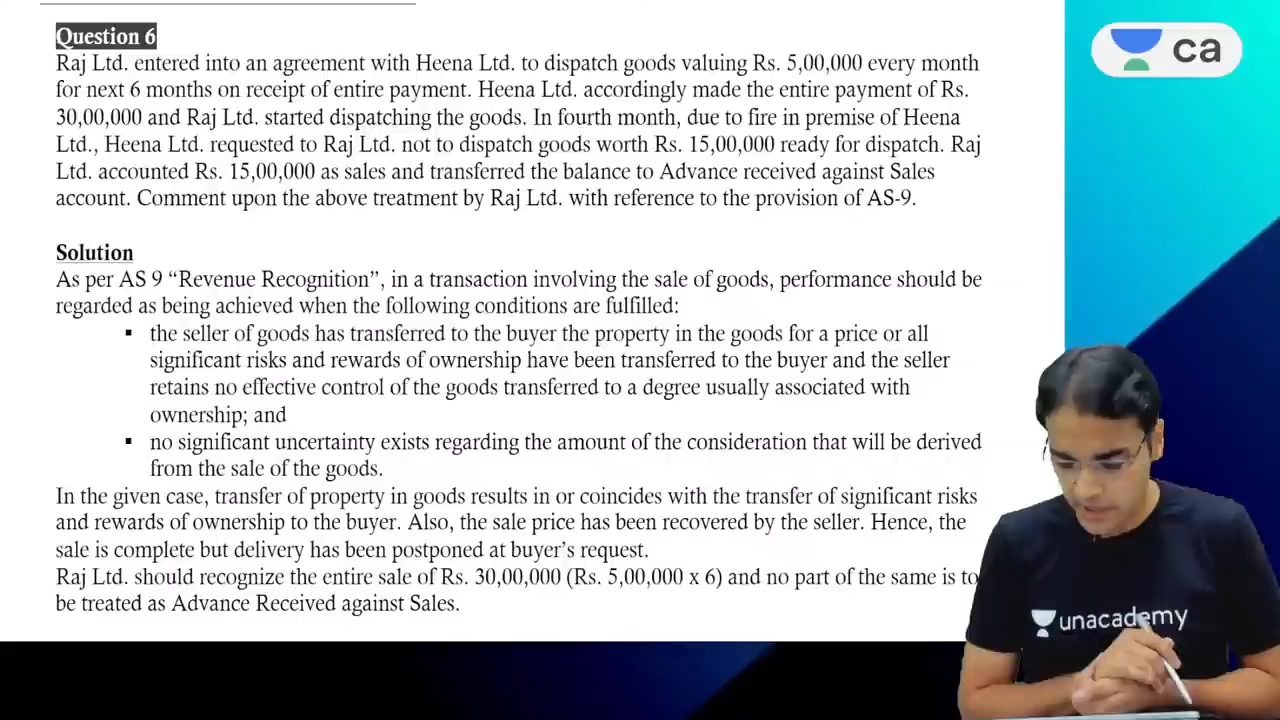 Question 6
Raj Ltd. entered into an agreement with Heena Ltd. to dispatch goods valuing Rs. 5,00,000 every month
for next 6 months on receipt of entire payment. Heena Ltd. accordingly made the entire payment of Rs.
30,00,000 and Raj Ltd. started dispatching the goods. In fourth month, due to fire in premise of Heena
Ltd., Heena Ltd. requested to Raj Ltd. not to dispatch goods worth Rs. 15,00,000 ready for dispatch. Raj
Ltd. accounted Rs. 15,00,000 as sales and transferred the balance to Advance received against Sales
account. Comment upon the above treatment by Raj Ltd. with reference to the provision of AS-9.
Solution
As per AS 9 “Revenue Recognition”, in a transaction involving the sale of goods, performance should be
regarded as being achieved when the following conditions are fulfilled:
▪ the seller of goods has transferred to the buyer the property in the goods for a price or all
significant risks and rewards of ownership have been transferred to the buyer and the seller
retains no effective control of the goods transferred to a degree usually associated with
ownership; and
▪ no significant uncertainty exists regarding the amount of the consideration that will be derived
from the sale of the goods.
In the given case, transfer of property in goods results in or coincides with the transfer of significant risks
and rewards of ownership to the buyer. Also, the sale price has been recovered by the seller. Hence, the
sale is complete but delivery has been postponed at buyer’s request.
Raj Ltd. should recognize the entire sale of Rs. 30,00,000 (Rs. 5,00,000 x 6) and no part of the same is to
be treated as Advance Received against Sales.
ca
unacademy